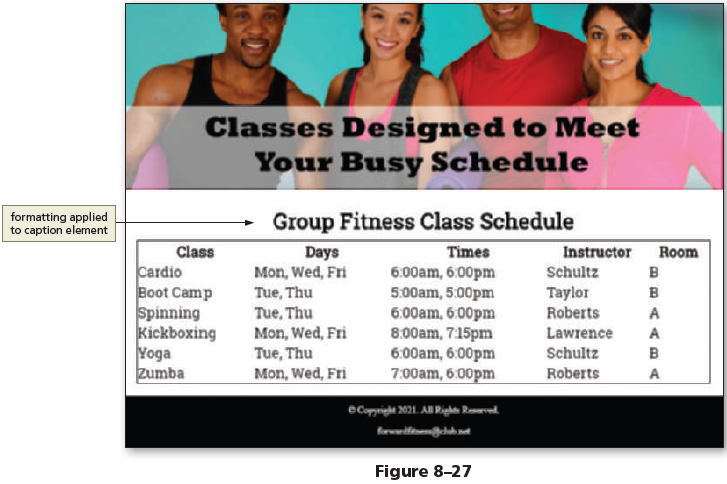 Classes Designed to Meet
Your Busy Schedule
formatting applied
to caption element
Group Fitness Class Schedule
Class Days Times Instructor Room
Cardio Mon, Wed, Fri 6:00am, 6:00pm Schultz B
Boot Camp Tue, Thu 5:00am, 5:00pm Taylor B
Spinning Tue, Thu 6:00am, 6:00pm Roberts A
Kickboxing Mon, Wed, Fri 8:00am, 7:15pm Lawrence A
Yoga Tue, Thu 6:00am, 6:00pm Schultz B
Zumba Mon, Wed, Fri 7:00am, 6:00pm Roberts A
© Copyright 2021. All Rights Reserved.
forwardfitness@club.net
Figure 8–27